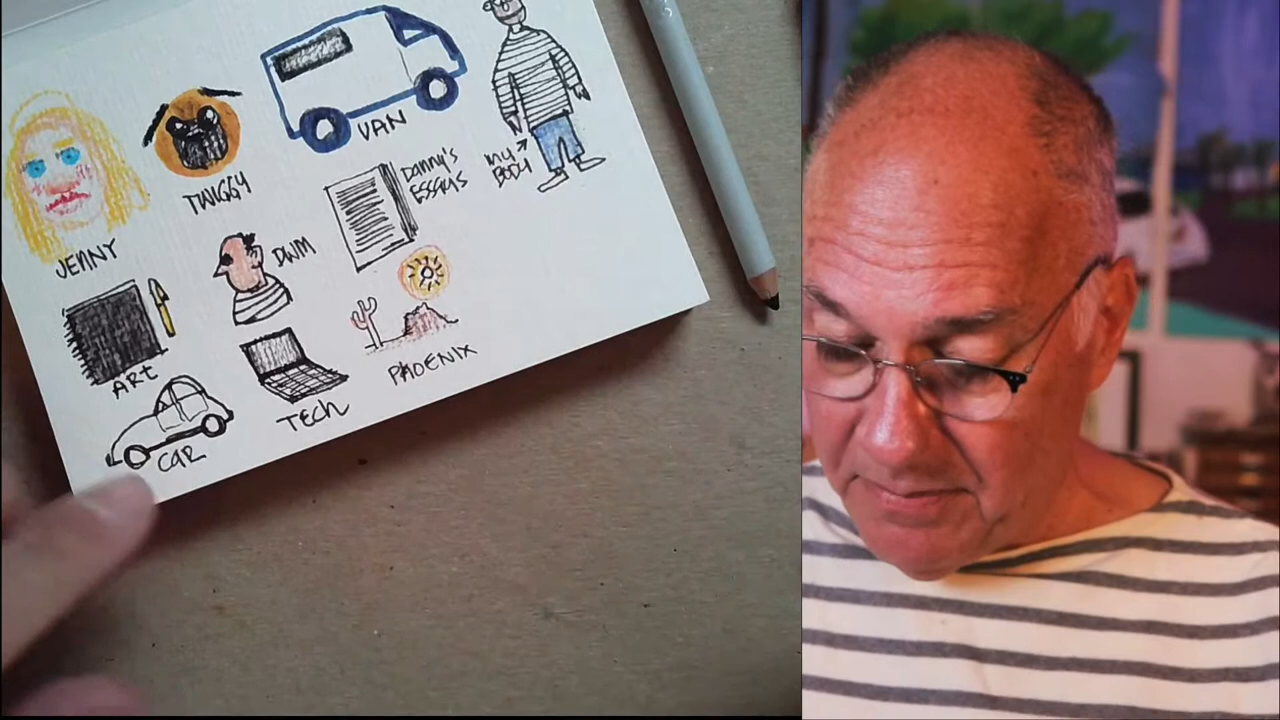 JENNY
TWIGGY
VAN
my
BODY
Danny's
ESSAYS
DWM
ART
PHOENIX
TECH
CAR